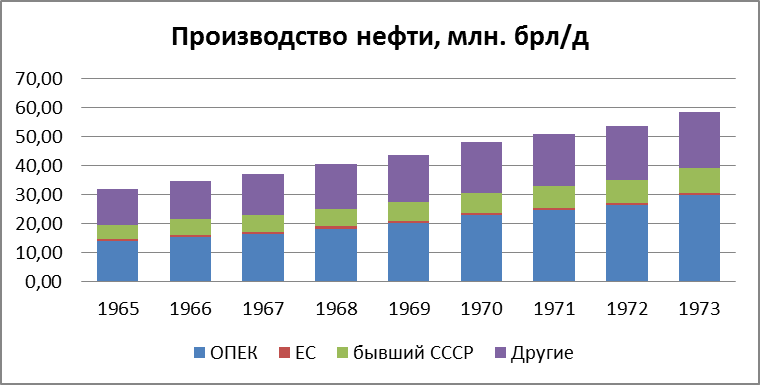 Производство нефти, млн. брл/д
70,00
60,00
50,00
40,00
30,00
20,00
10,00
0,00
1965 1966 1967 1968 1969 1970 1971 1972 1973
ОПЕК ЕС бывший СССР Другие